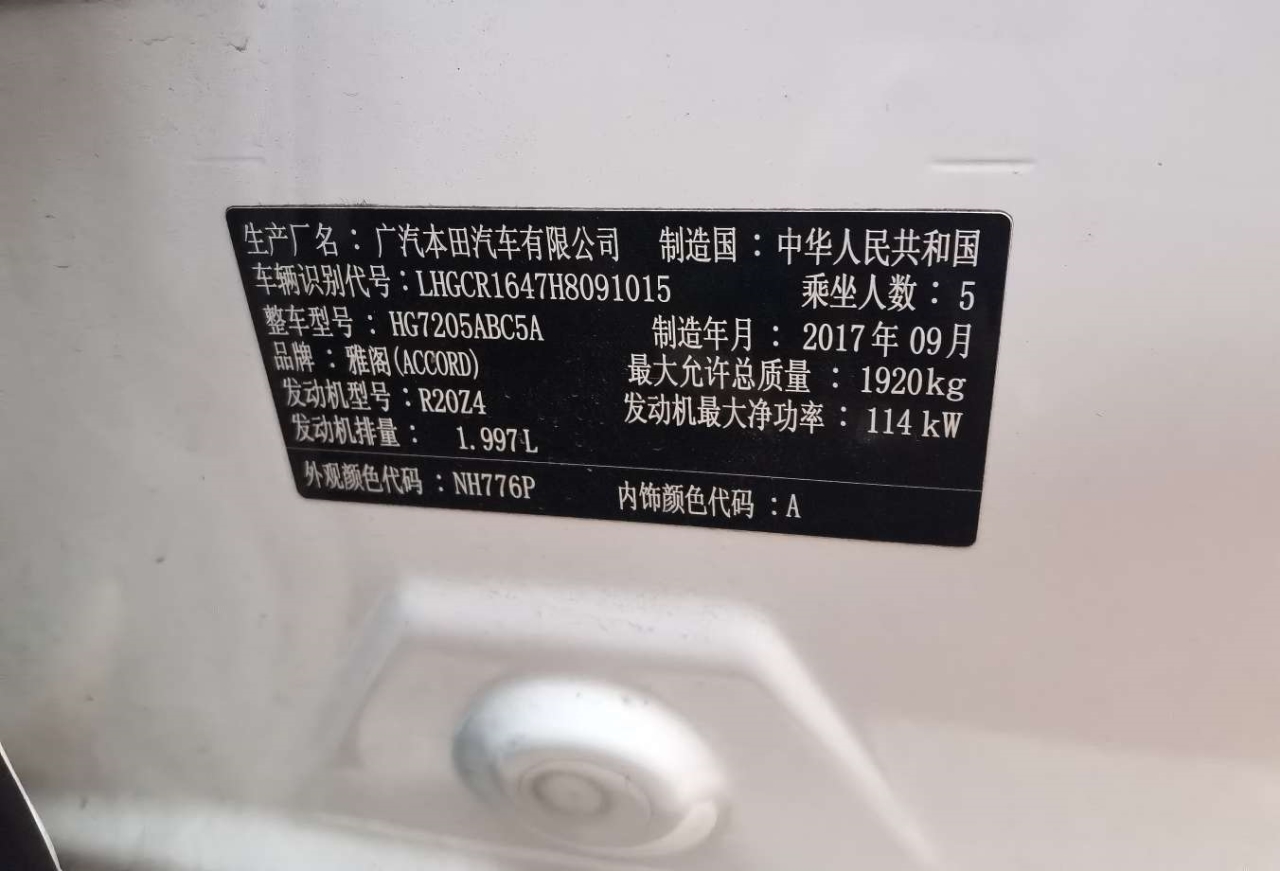 生产厂名：广汽本田汽车有限公司 制造国：中华人民共和国
车辆识别代号：LHGCR1647H8091015 乘坐人数：5
整车型号：HG7205ABC5A 制造年月：2017年09月
品牌：雅阁(ACCORD) 最大允许总质量：1920kg
发动机型号：R20Z4 发动机最大净功率：114kW
发动机排量：1.997L
外观颜色代码：NH776P 内饰颜色代码：A